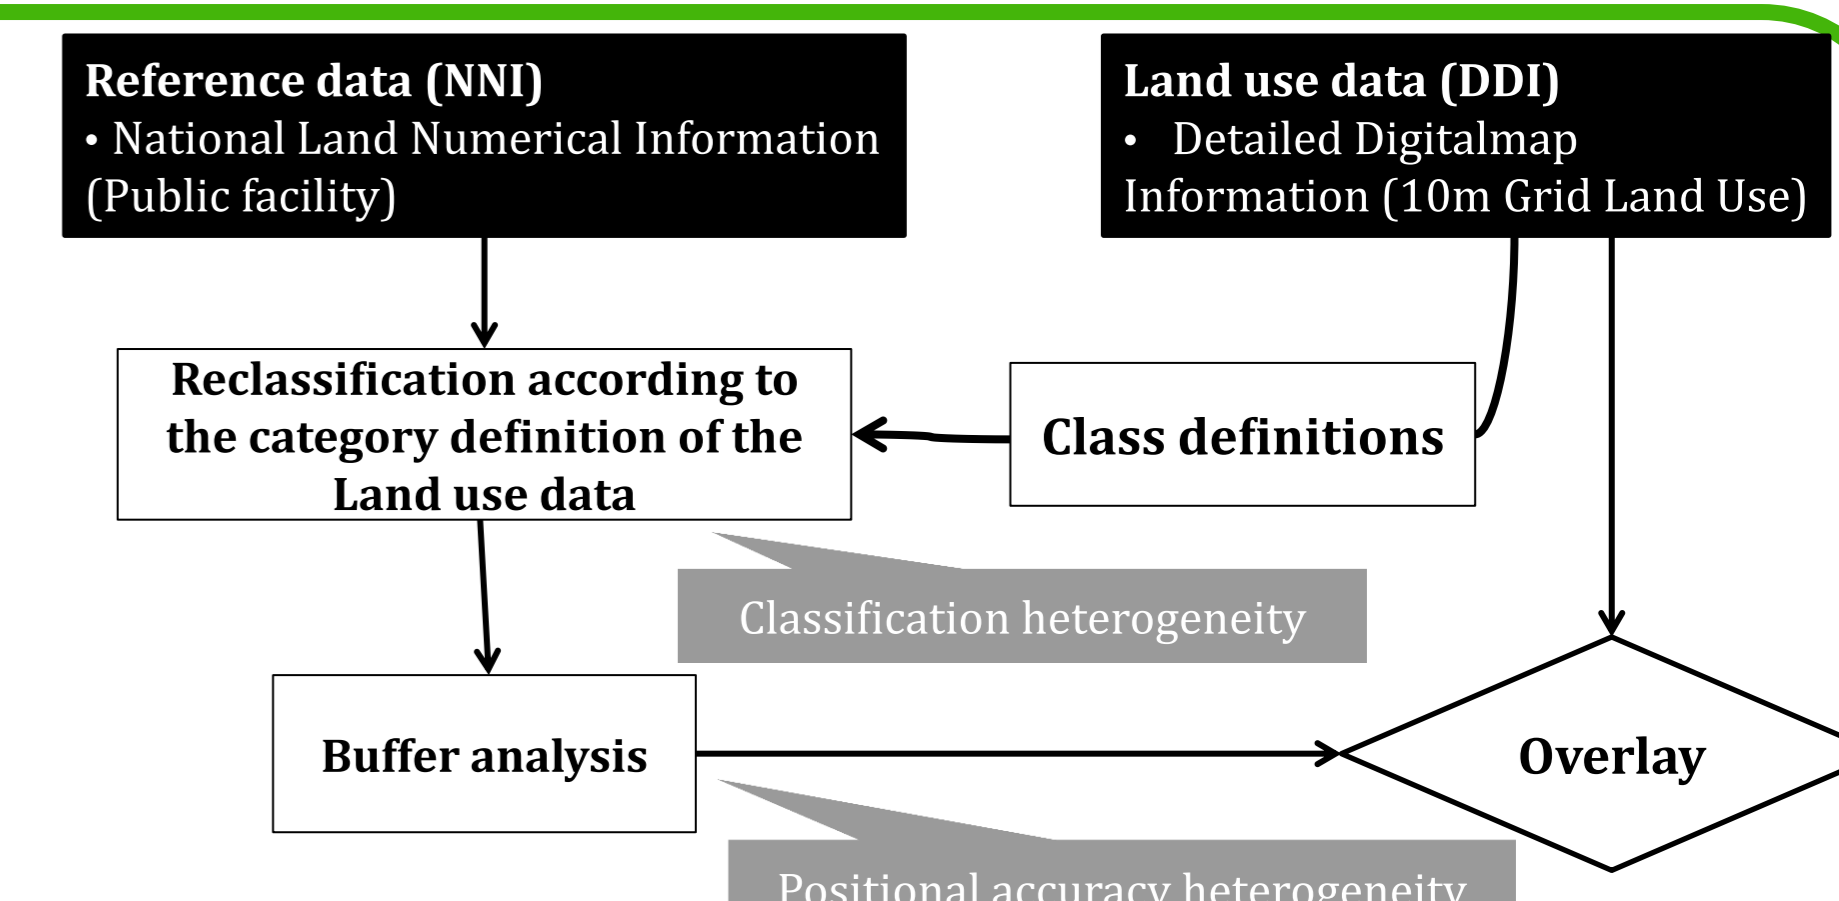 Reference data (NNI)
• National Land Numerical Information
(Public facility)
Land use data (DDI)
• Detailed Digitalmap
Information (10m Grid Land Use)
Reclassification according to
the category definition of the
Land use data
Class definitions
Classification heterogeneity
Buffer analysis
Overlay
Positional accuracy heterogeneity